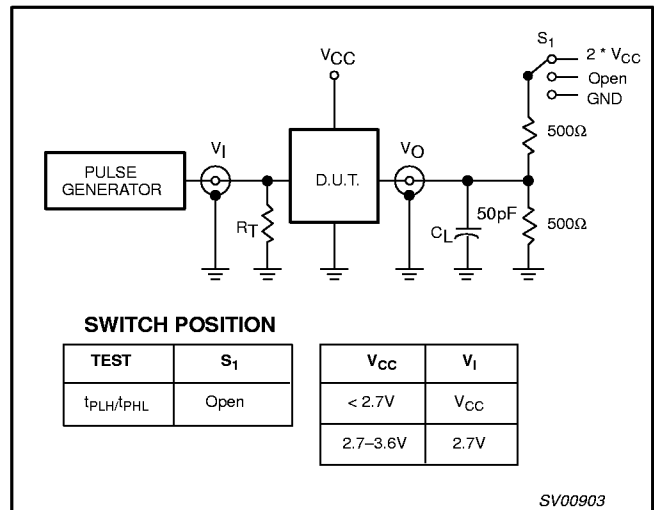 S1
2 * VCC
Open
GND
VCC
500Ω
VI
VO
PULSE
GENERATOR
D.U.T.
RT
50pF
CL
500Ω
SWITCH POSITION
TEST S1
tPLH/tPHL Open
VCC VI
< 2.7V VCC
2.7–3.6V 2.7V
SV00903